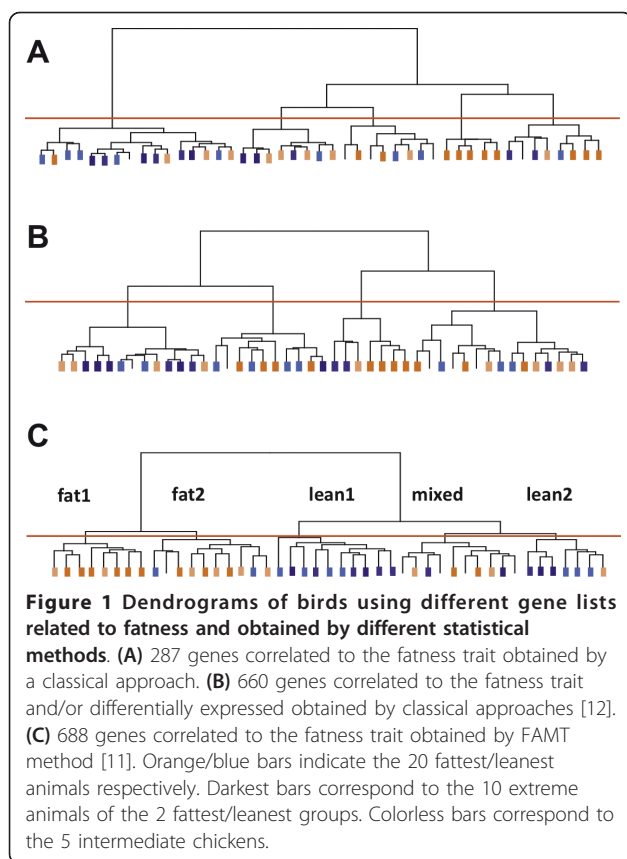 A
B
C
fat1 fat2 lean1 mixed lean2
Figure 1 Dendrograms of birds using different gene lists
related to fatness and obtained by different statistical
methods. (A) 287 genes correlated to the fatness trait obtained by
a classical approach. (B) 660 genes correlated to the fatness trait
and/or differentially expressed obtained by classical approaches [12].
(C) 688 genes correlated to the fatness trait obtained by FAMT
method [11]. Orange/blue bars indicate the 20 fattest/leanest
animals respectively. Darkest bars correspond to the 10 extreme
animals of the 2 fattest/leanest groups. Colorless bars correspond to
the 5 intermediate chickens.